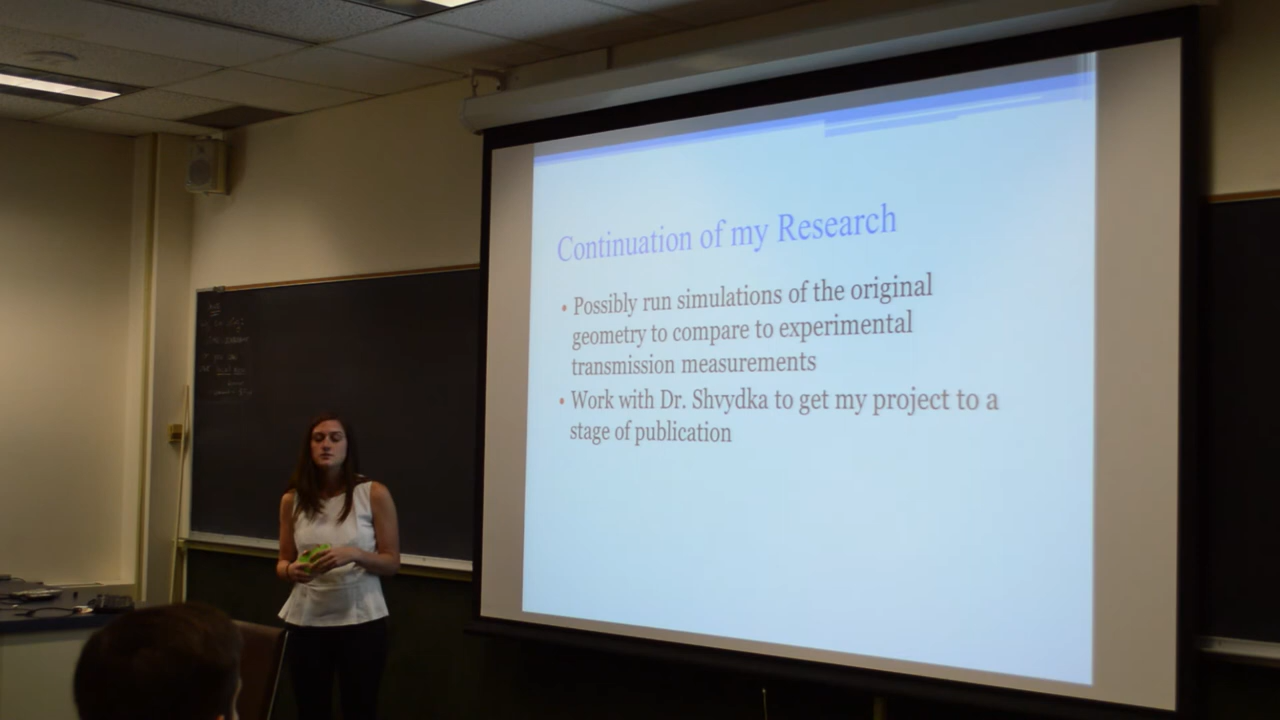 Continuation of my Research
• Possibly run simulations of the original
geometry to compare to experimental
transmission measurements
• Work with Dr. Shvydka to get my project to a
stage of publication